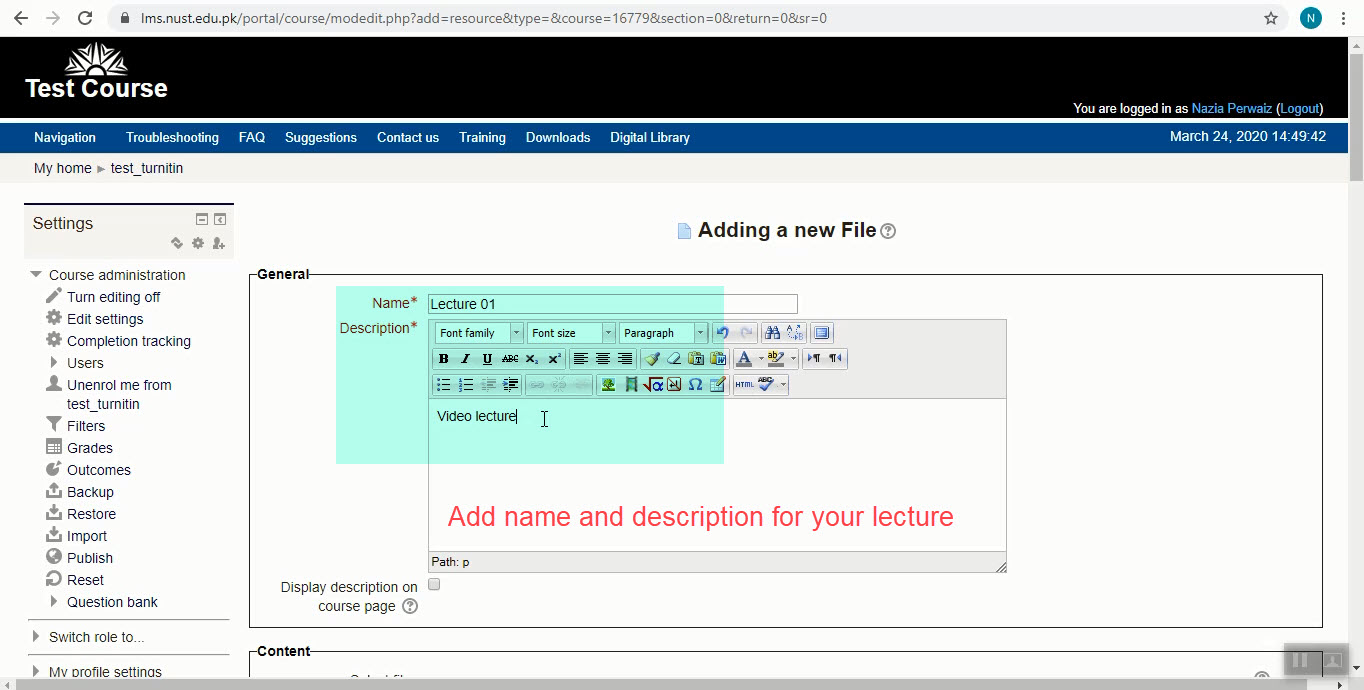 lms.nust.edu.pk/portal/course/modedit.php?add=resource&type=&course=16779&section=0&return=0&sr=0
N
Test Course
You are logged in as Nazia Perwaiz (Logout)
Navigation Troubleshooting FAQ Suggestions Contact us Training Downloads Digital Library March 24, 2020 14:49:42
My home ► test_turnitin
Settings
Adding a new File
Course administration
Turn editing off
Edit settings
Completion tracking
Users
Unenrol me from
test_turnitin
Filters
Grades
Outcomes
Backup
Restore
Import
Publish
Reset
Question bank
Switch role to...
My profile settings
General
Name* Lecture 01
Description*
Font family Font size Paragraph
B I U ABC x₂ x²
HTML ABC
Video lecture
Add name and description for your lecture
Path: p
Display description on
course page
Content